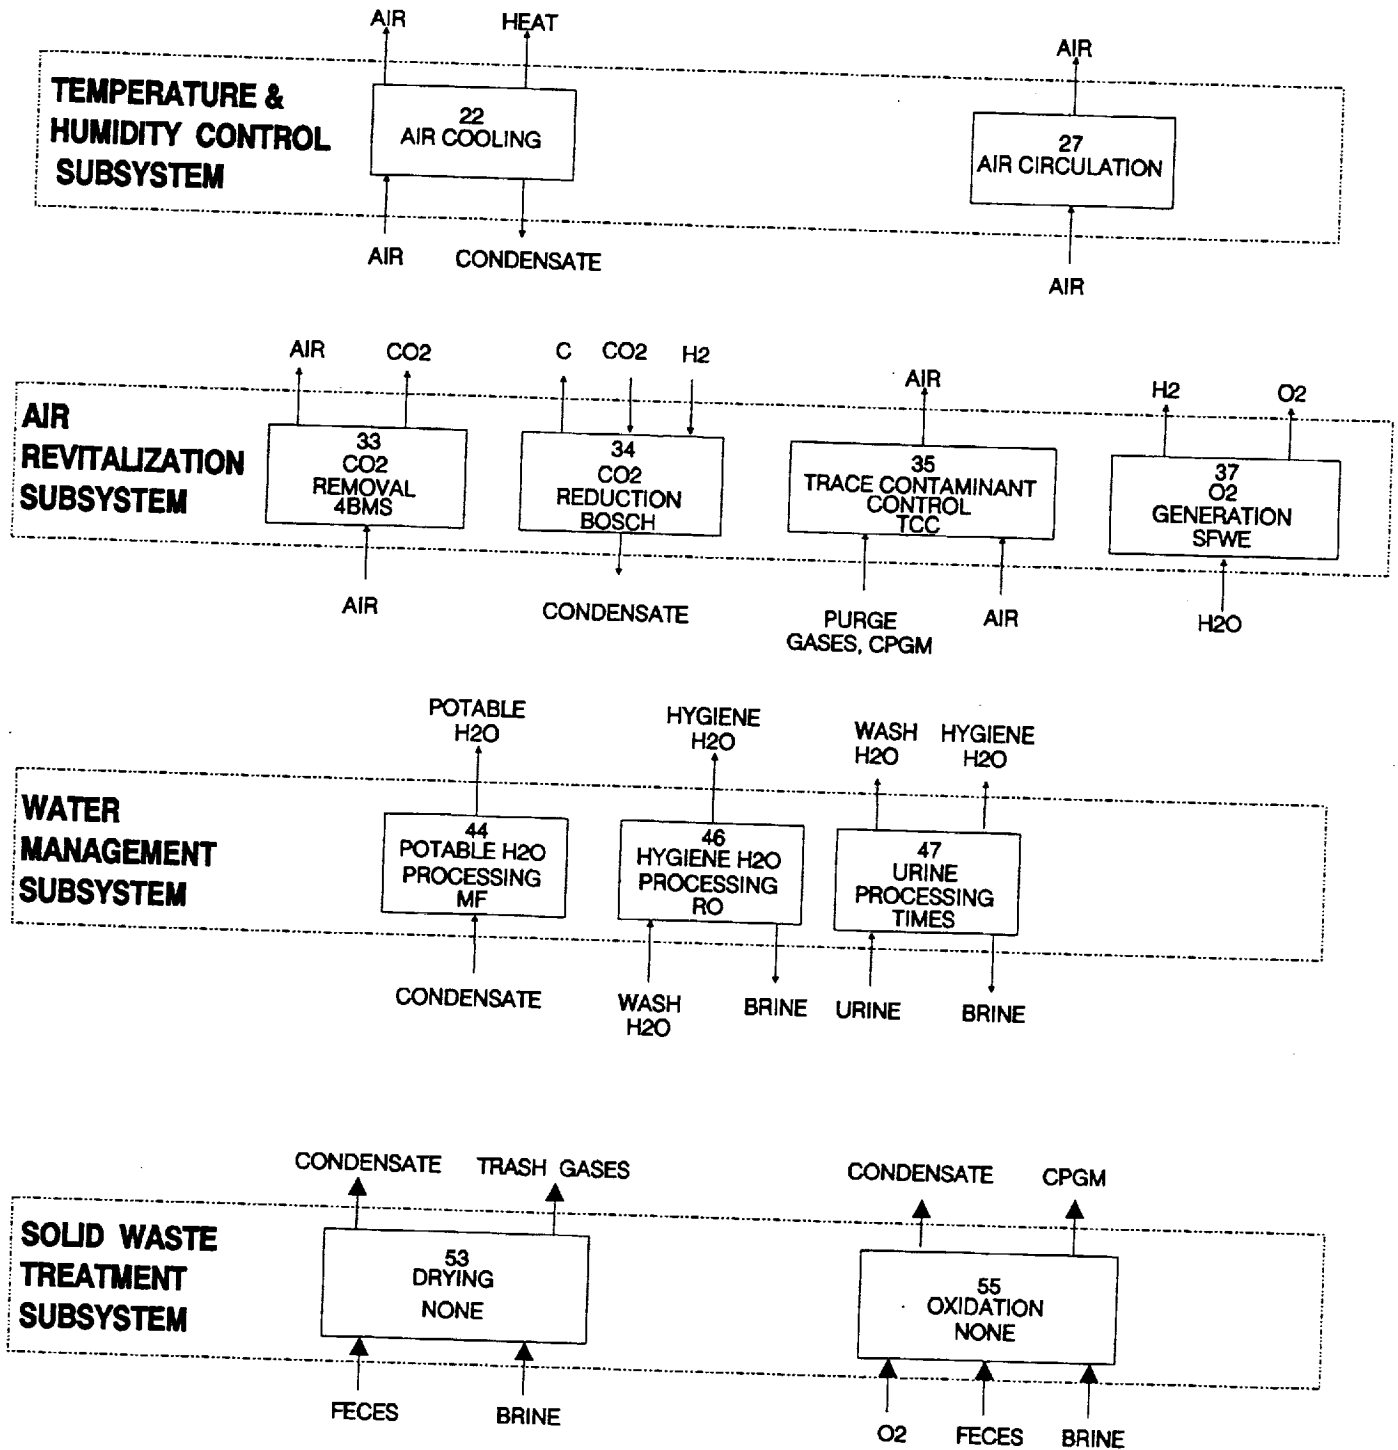 AIR
HEAT
AIR
TEMPERATURE &
HUMIDITY CONTROL
SUBSYSTEM
22
AIR COOLING
27
AIR CIRCULATION
AIR
CONDENSATE
AIR
AIR
CO2
C
CO2
H2
AIR
H2
O2
AIR
REVITALIZATION
SUBSYSTEM
33
CO2
REMOVAL
4BMS
34
CO2
REDUCTION
BOSCH
35
TRACE CONTAMINANT
CONTROL
TCC
37
O2
GENERATION
SFWE
AIR
CONDENSATE
PURGE
GASES, CPGM
AIR
H2O
POTABLE
H2O
HYGIENE
H2O
WASH
H2O
HYGIENE
H2O
WATER
MANAGEMENT
SUBSYSTEM
44
POTABLE H2O
PROCESSING
MF
46
HYGIENE H2O
PROCESSING
RO
47
URINE
PROCESSING
TIMES
CONDENSATE
WASH
H2O
BRINE
URINE
BRINE
CONDENSATE
TRASH GASES
CONDENSATE
CPGM
SOLID WASTE
TREATMENT
SUBSYSTEM
53
DRYING
NONE
55
OXIDATION
NONE
FECES
BRINE
O2
FECES
BRINE